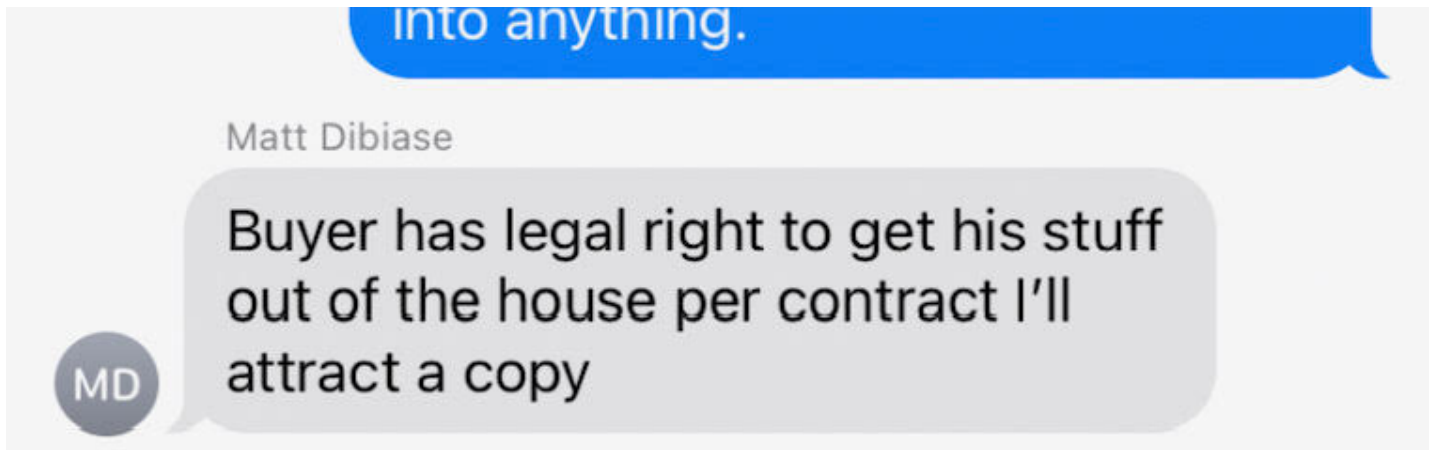 into anything.
Matt Dibiase
Buyer has legal right to get his stuff
out of the house per contract I’ll
attract a copy
MD